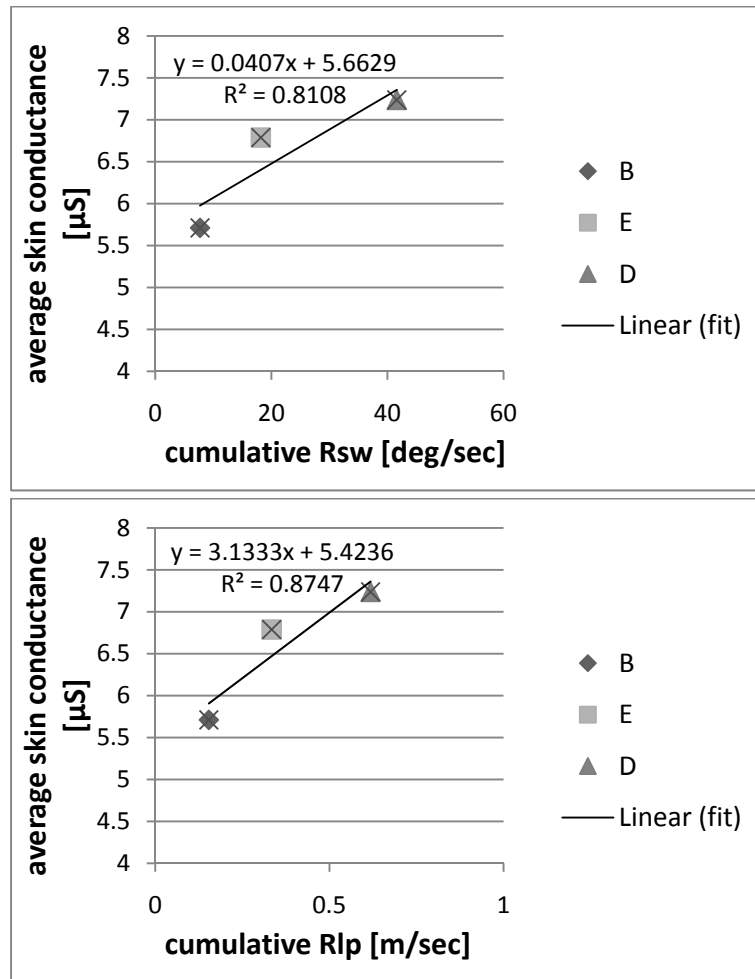 8
7.5
7
6.5
6
5.5
5
4.5
4
y = 0.0407x + 5.6629
R² = 0.8108
average skin conductance
[µS]
0 20 40 60
cumulative Rsw [deg/sec]
B
E
D
Linear (fit)
8
7.5
7
6.5
6
5.5
5
4.5
4
y = 3.1333x + 5.4236
R² = 0.8747
average skin conductance
[µS]
0 0.5 1
cumulative Rlp [m/sec]
B
E
D
Linear (fit)